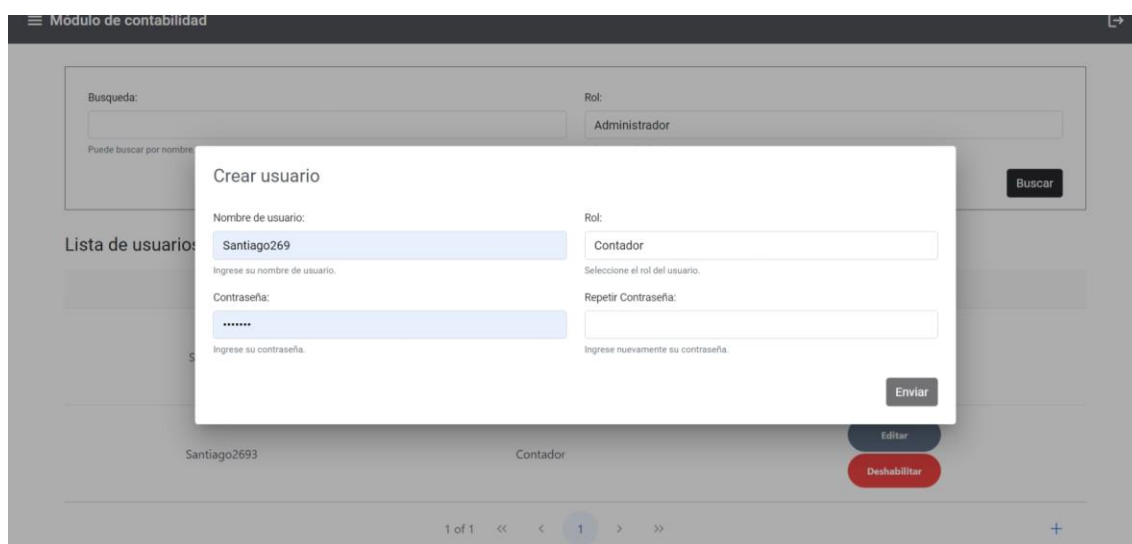 Módulo de contabilidad
Busqueda: Rol:
Administrador
Puede buscar por nombre
Buscar
Crear usuario
Nombre de usuario: Rol:
Santiago269 Contador
Ingrese su nombre de usuario. Seleccione el rol del usuario.
Contraseña: Repetir Contraseña:
•••••••
Ingrese su contraseña. Ingrese nuevamente su contraseña.
Enviar
Lista de usuarios
S
Editar
Santiago2693 Contador
Deshabilitar
1 of 1 « < 1 > » +